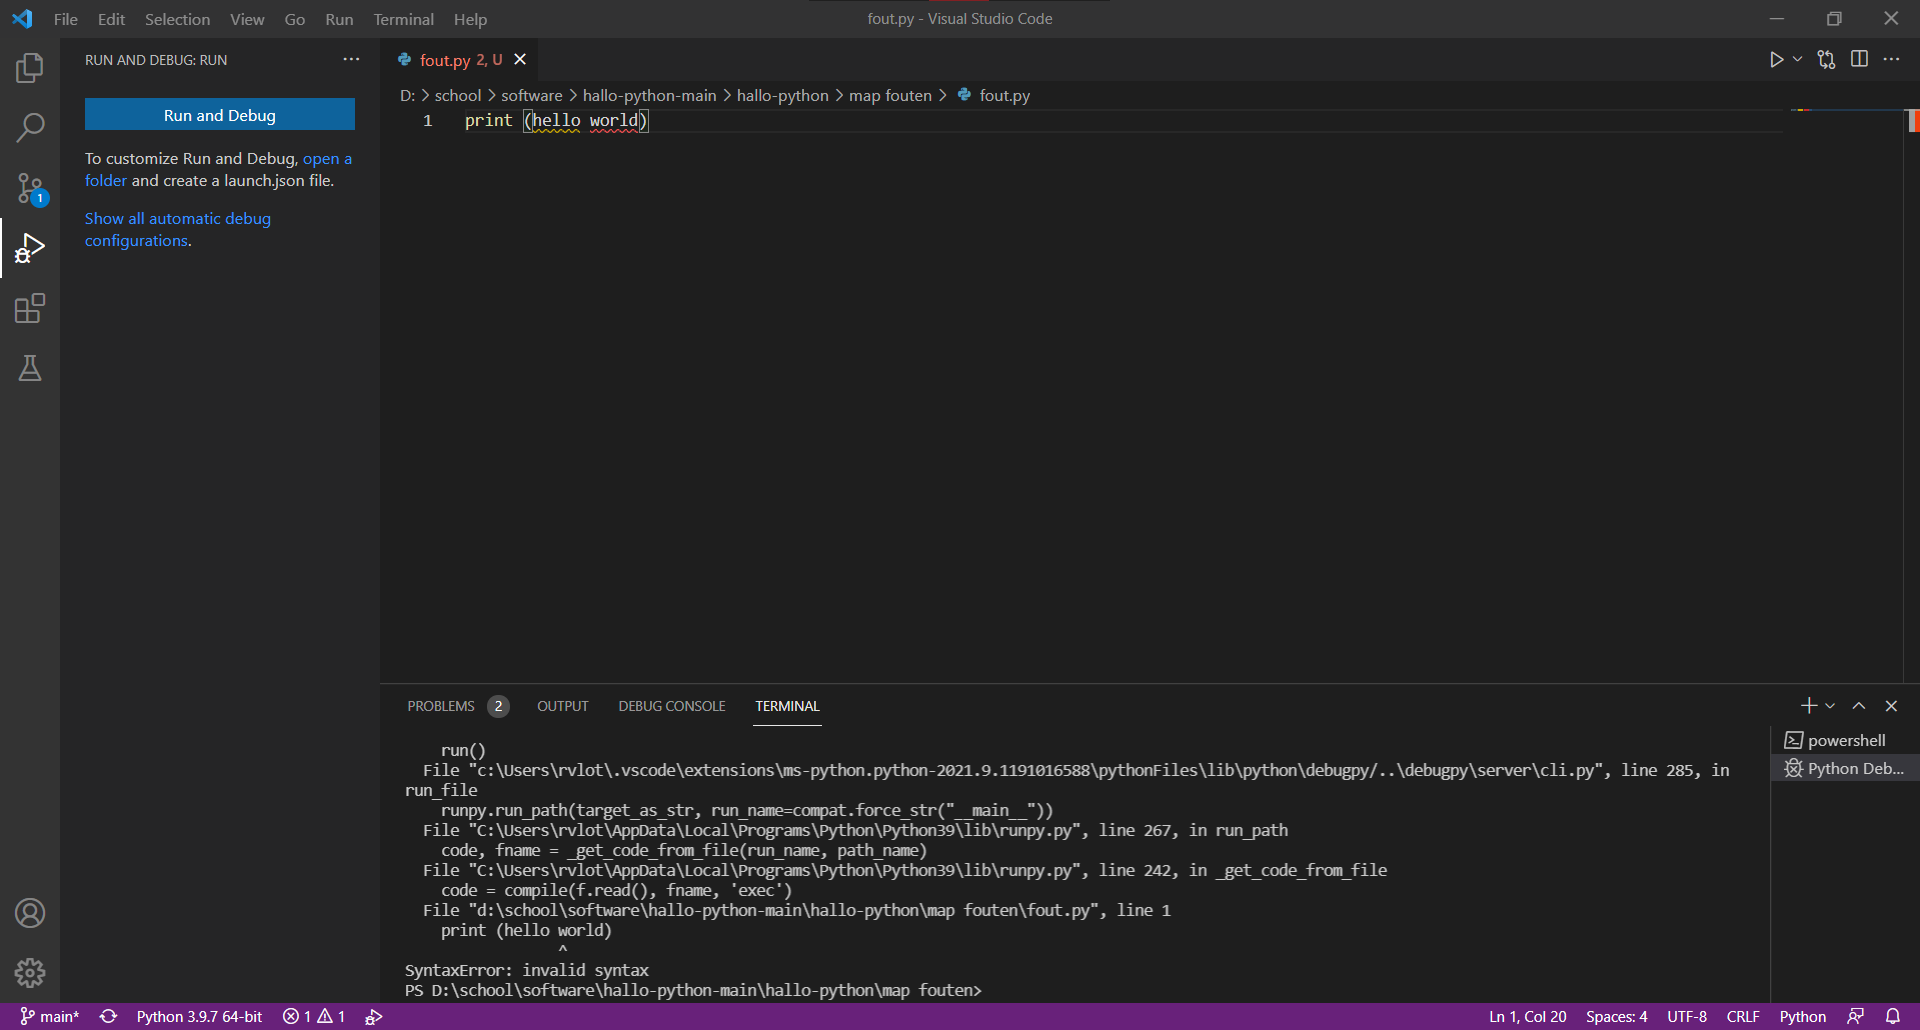 File Edit Selection View Go Run Terminal Help
fout.py - Visual Studio Code
RUN AND DEBUG: RUN
Run and Debug
To customize Run and Debug, open a
folder and create a launch.json file.
Show all automatic debug
configurations.
1
fout.py 2, U
D: > school > software > hallo-python-main > hallo-python > map fouten > fout.py
1 print (hello world)
PROBLEMS 2 OUTPUT DEBUG CONSOLE TERMINAL
run()
File "c:\Users\rvlot\.vscode\extensions\ms-python.python-2021.9.1191016588\pythonFiles\lib\python\debugpy/..\debugpy\server\cli.py", line 285, in
run_file
runpy.run_path(target_as_str, run_name=compat.force_str("__main__"))
File "C:\Users\rvlot\AppData\Local\Programs\Python\Python39\lib\runpy.py", line 267, in run_path
code, fname = _get_code_from_file(run_name, path_name)
File "C:\Users\rvlot\AppData\Local\Programs\Python\Python39\lib\runpy.py", line 242, in _get_code_from_file
code = compile(f.read(), fname, 'exec')
File "d:\school\software\hallo-python-main\hallo-python\map fouten\fout.py", line 1
print (hello world)
^
SyntaxError: invalid syntax
PS D:\school\software\hallo-python-main\hallo-python\map fouten>
powershell
Python Deb...
main* Python 3.9.7 64-bit 1 1 Ln 1, Col 20 Spaces: 4 UTF-8 CRLF Python